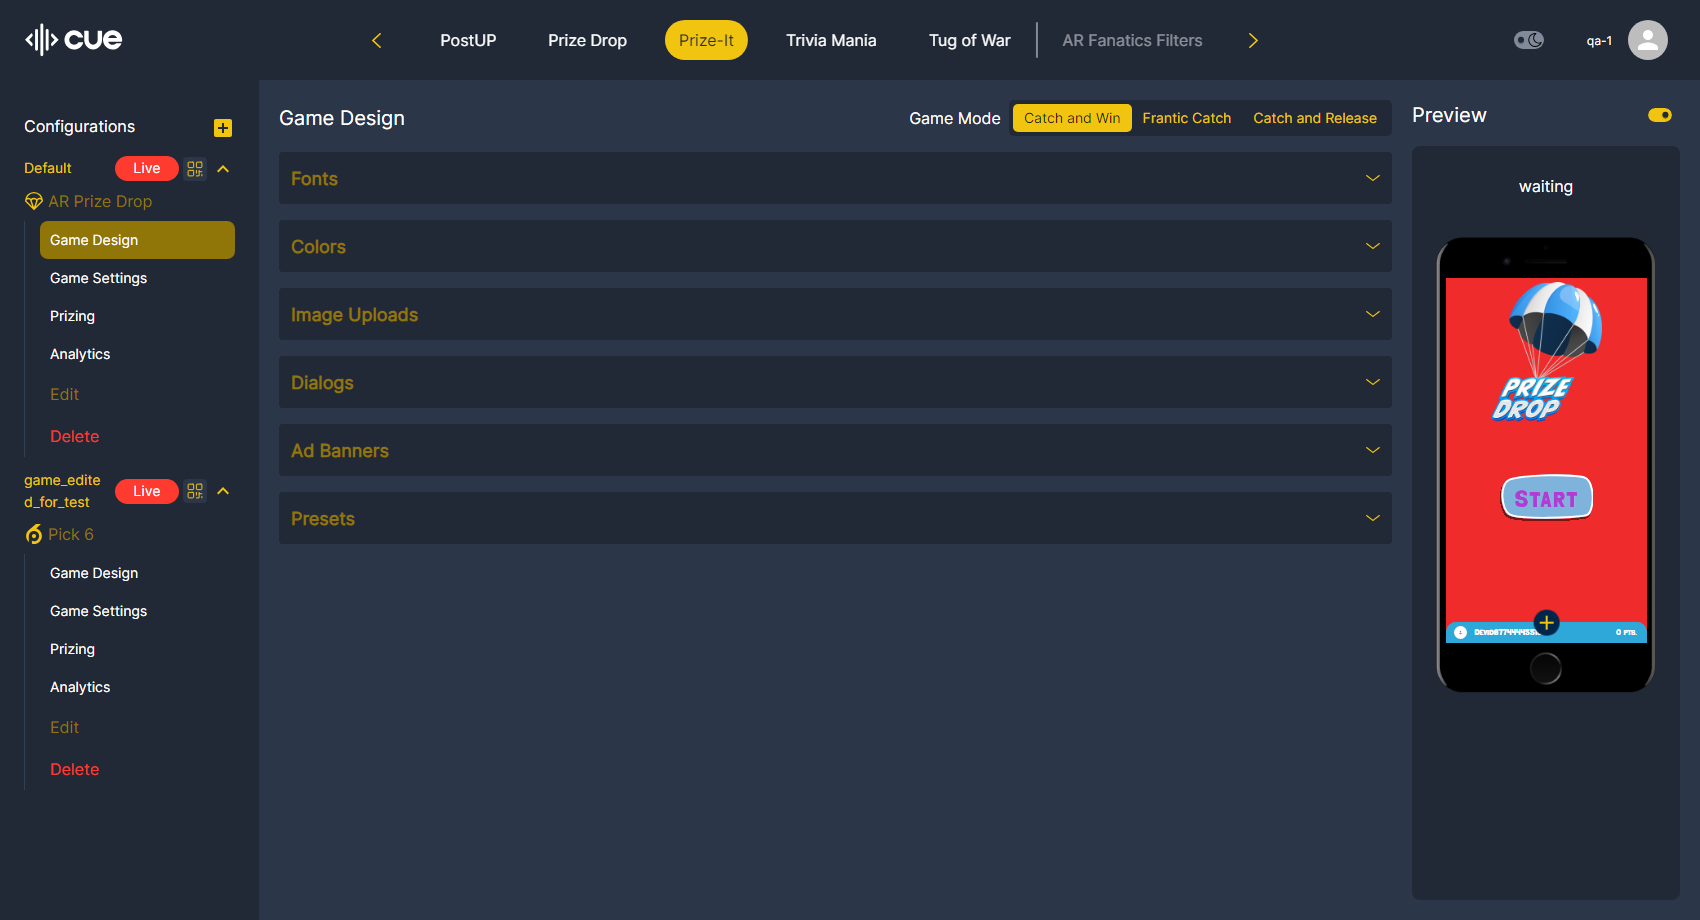 cue
PostUP
Prize Drop
Prize-It
Trivia Mania
Tug of War
AR Fanatics Filters
qa-1
Configurations
Default
Live
AR Prize Drop
Game Design
Game Settings
Prizing
Analytics
Edit
Delete
game_edite
d_for_test
Live
Pick 6
Game Design
Game Settings
Prizing
Analytics
Edit
Delete
Game Design
Game Mode
Catch and Win
Frantic Catch
Catch and Release
Fonts
Colors
Image Uploads
Dialogs
Ad Banners
Presets
Preview
waiting
PRIZE
DROP
START
0 PTS.